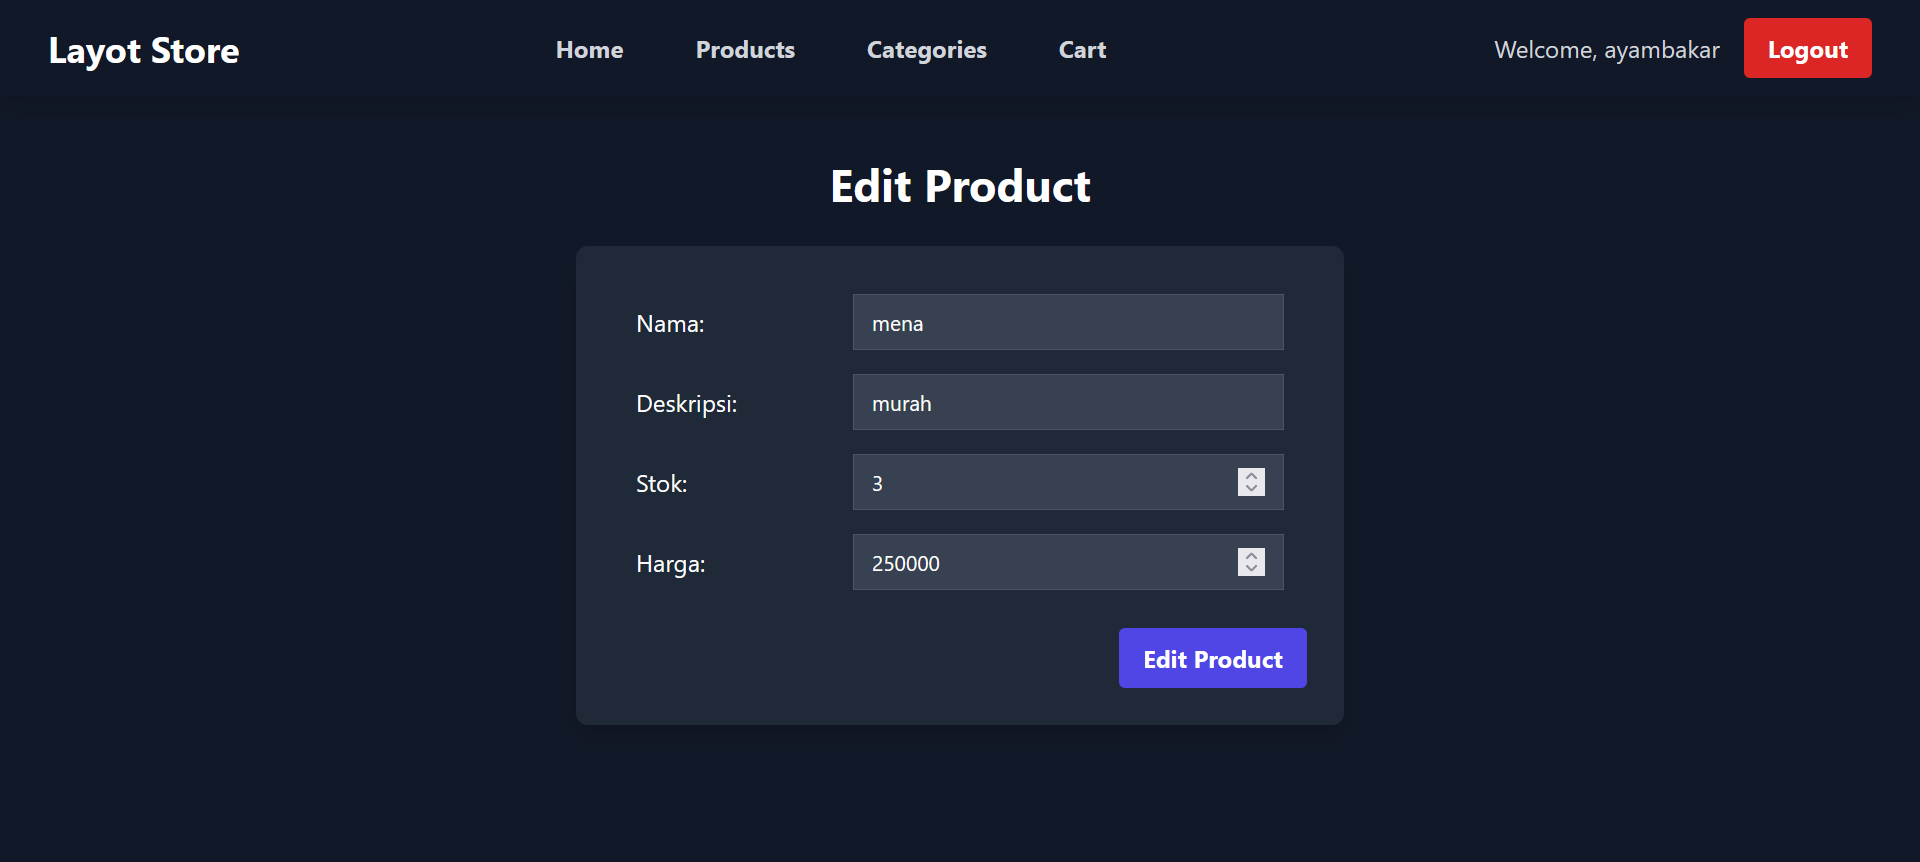 Layot Store Home Products Categories Cart Welcome, ayambakar Logout
Edit Product
Nama: mena
Deskripsi: murah
Stok: 3
Harga: 250000
Edit Product